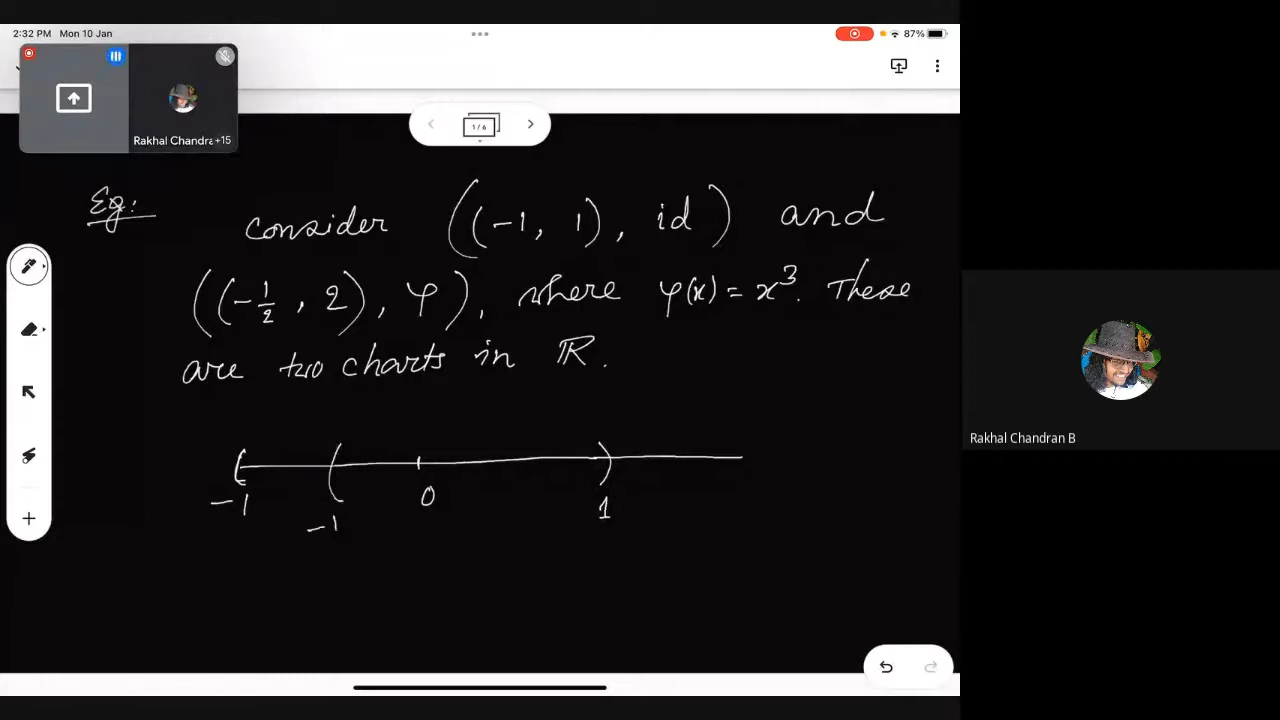 2:32 PM Mon 10 Jan
87%
Rakhal Chandra +15
1/6
Eg: consider ((-1, 1), id) and
((-1/2, 2), φ), where φ(x) = x³. These
are two charts in ℝ.
-1 -1 0 1
Rakhal Chandran B